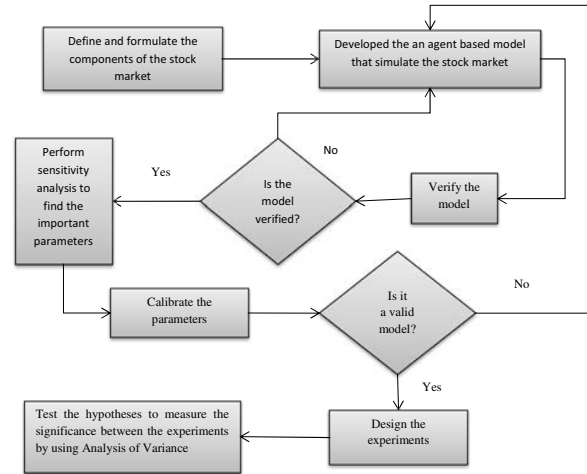 Define and formulate the
components of the stock
market
Developed the an agent based model
that simulate the stock market
No
Perform
sensitivity
analysis to
find the
important
parameters
Yes
Is the
model
verified?
Verify the
model
Calibrate the
parameters
Is it
a valid
model?
No
Yes
Test the hypotheses to measure the
significance between the experiments
by using Analysis of Variance
Design the
experiments